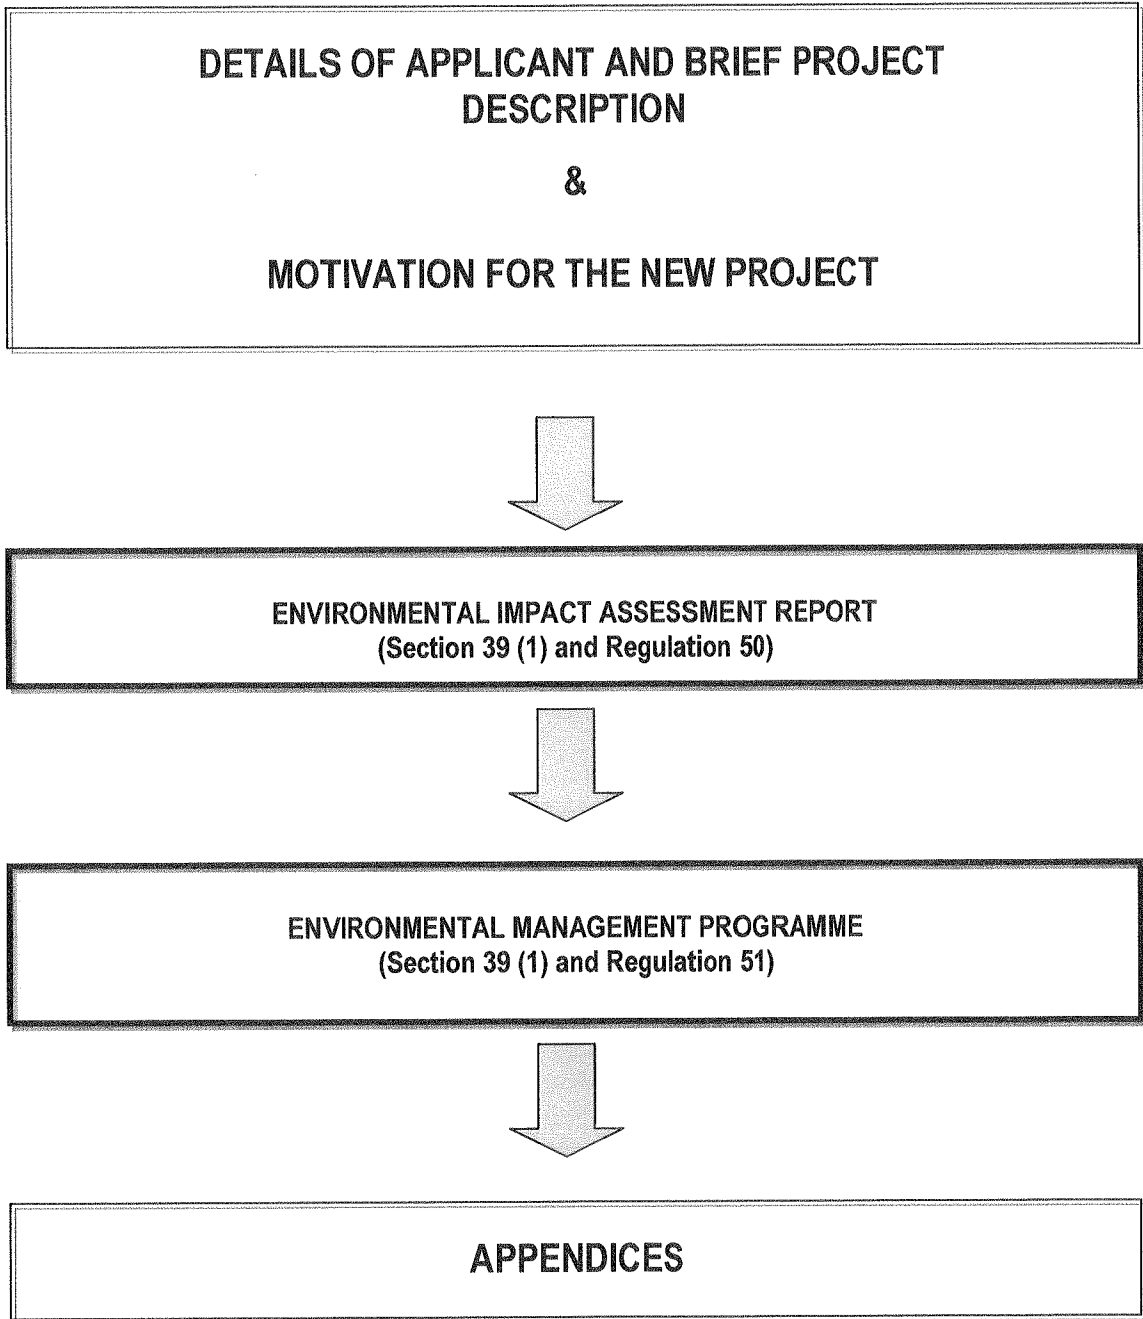 DETAILS OF APPLICANT AND BRIEF PROJECT
DESCRIPTION
&
MOTIVATION FOR THE NEW PROJECT
ENVIRONMENTAL IMPACT ASSESSMENT REPORT
(Section 39 (1) and Regulation 50)
ENVIRONMENTAL MANAGEMENT PROGRAMME
(Section 39 (1) and Regulation 51)
APPENDICES